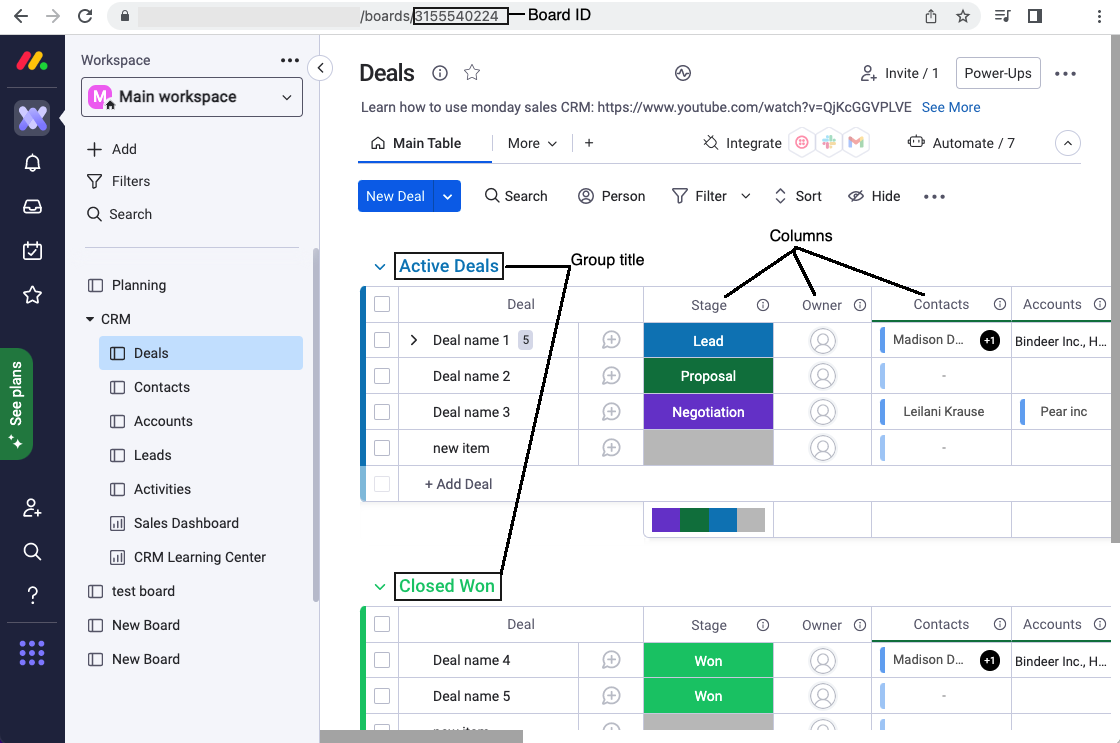 /boards/3155540224 Board ID
Workspace
M Main workspace
Add
Filters
Search
Planning
CRM
Deals
Contacts
Accounts
Leads
Activities
Sales Dashboard
CRM Learning Center
test board
New Board
New Board
See plans
Deals
Invite / 1
Power-Ups
Learn how to use monday sales CRM: https://www.youtube.com/watch?v=QjKcGGVPLVE See More
Main Table More + Integrate Automate / 7
New Deal Search Person Filter Sort Hide
Columns
Active Deals Group title
Deal Stage Owner Contacts Accounts
Deal name 1 5 Lead Madison D... +1 Bindeer Inc., H...
Deal name 2 Proposal -
Deal name 3 Negotiation Leilani Krause Pear inc
new item -
+ Add Deal
Closed Won
Deal Stage Owner Contacts Accounts
Deal name 4 Won Madison D... +1 Bindeer Inc., H...
Deal name 5 Won -
new item